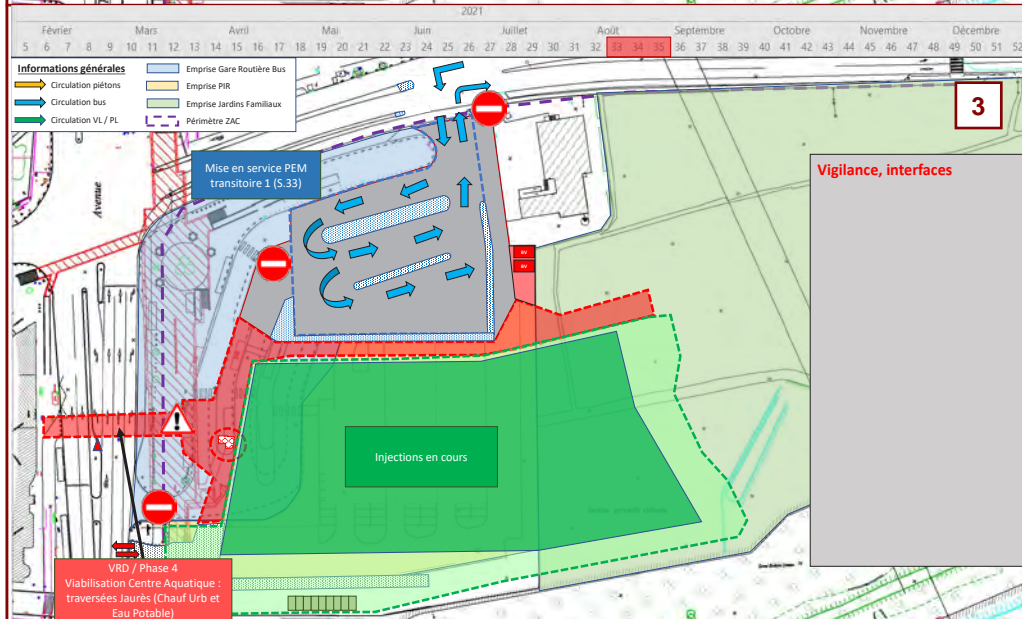 2021
Février Mars Avril Mai Juin Juillet Août Septembre Octobre Novembre Décembre
5 6 7 8 9 10 11 12 13 14 15 16 17 18 19 20 21 22 23 24 25 26 27 28 29 30 31 32 33 34 35 36 37 38 39 40 41 42 43 44 45 46 47 48 49 50 51 52
Informations générales
Circulation piétons
Circulation bus
Circulation VL / PL
Emprise Gare Routière Bus
Emprise PIR
Emprise Jardins Familiaux
Périmètre ZAC
3
Avenue
Mise en service PEM
transitoire 1 (S.33)
Vigilance, interfaces
BV
BV
Injections en cours
VRD / Phase 4
Viabilisation Centre Aquatique :
traversées Jaurès (Chauf Urb et
Eau Potable)